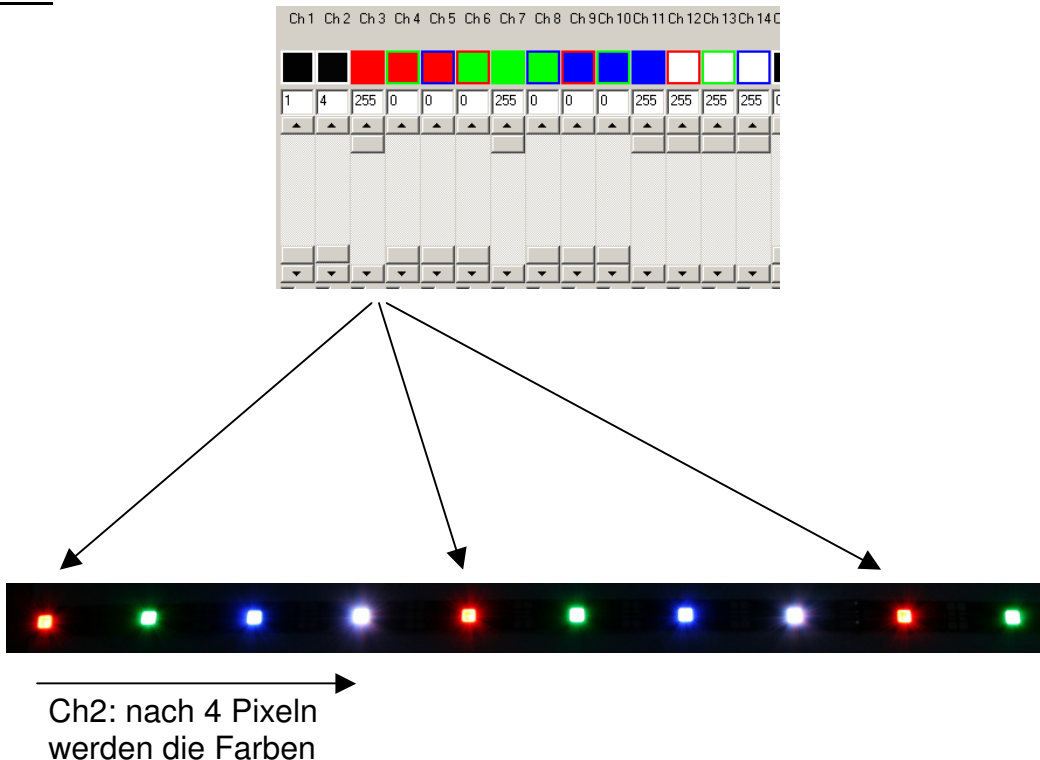 Ch 1 Ch 2 Ch 3 Ch 4 Ch 5 Ch 6 Ch 7 Ch 8 Ch 9 Ch 10 Ch 11 Ch 12 Ch 13 Ch 14
1 4 255 0 0 0 255 0 0 0 255 255 255 255
Ch2: nach 4 Pixeln
werden die Farben